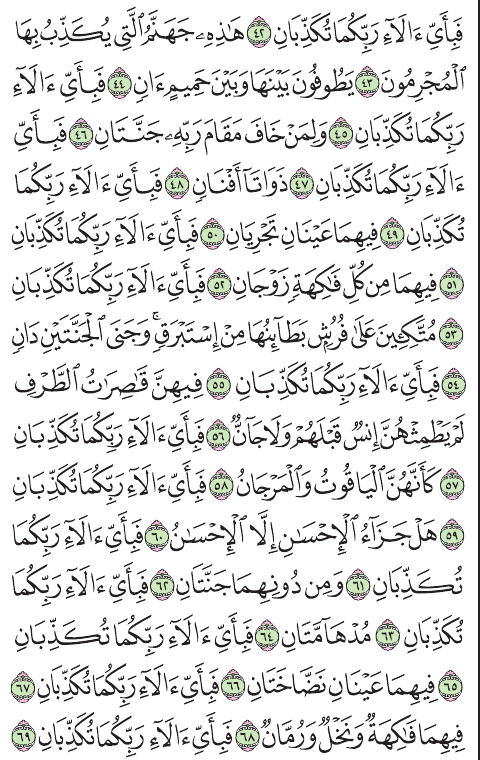 فَبِأَيِّ ءَالَآءِ رَبِّكُمَا تُكَذِّبَانِ ٤٢ هَٰذِهِۦ جَهَنَّمُ ٱلَّتِي يُكَذِّبُ بِهَا
ٱلْمُجْرِمُونَ ٤٣ يَطُوفُونَ بَيْنَهَا وَبَيْنَ حَمِيمٍ ءَانٍ ٤٤ فَبِأَيِّ ءَالَآءِ
رَبِّكُمَا تُكَذِّبَانِ ٤٥ وَلِمَنْ خَافَ مَقَامَ رَبِّهِۦ جَنَّتَانِ ٤٦ فَبِأَيِّ
ءَالَآءِ رَبِّكُمَا تُكَذِّبَانِ ٤٧ ذَوَاتَآ أَفْنَانٍ ٤٨ فَبِأَيِّ ءَالَآءِ رَبِّكُمَا
تُكَذِّبَانِ ٤٩ فِيهِمَا عَيْنَانِ تَجْرِيَانِ ٥٠ فَبِأَيِّ ءَالَآءِ رَبِّكُمَا تُكَذِّبَانِ
٥١ فِيهِمَا مِن كُلِّ فَٰكِهَةٍ زَوْجَانِ ٥٢ فَبِأَيِّ ءَالَآءِ رَبِّكُمَا تُكَذِّبَانِ
٥٣ مُتَّكِـِٔينَ عَلَىٰ فُرُشٍۭ بَطَآئِنُهَا مِنْ إِسْتَبْرَقٍۚ وَجَنَى ٱلْجَنَّتَيْنِ دَانٍ
٥٤ فَبِأَيِّ ءَالَآءِ رَبِّكُمَا تُكَذِّبَانِ ٥٥ فِيهِنَّ قَٰصِرَٰتُ ٱلطَّرْفِ
لَمْ يَطْمِثْهُنَّ إِنسٌ قَبْلَهُمْ وَلَا جَآنٌّ ٥٦ فَبِأَيِّ ءَالَآءِ رَبِّكُمَا تُكَذِّبَانِ
٥٧ كَأَنَّهُنَّ ٱلْيَاقُوتُ وَٱلْمَرْجَانُ ٥٨ فَبِأَيِّ ءَالَآءِ رَبِّكُمَا تُكَذِّبَانِ
٥٩ هَلْ جَزَآءُ ٱلْإِحْسَٰنِ إِلَّا ٱلْإِحْسَٰنُ ٦٠ فَبِأَيِّ ءَالَآءِ رَبِّكُمَا
تُكَذِّبَانِ ٦١ وَمِن دُونِهِمَا جَنَّتَانِ ٦٢ فَبِأَيِّ ءَالَآءِ رَبِّكُمَا
تُكَذِّبَانِ ٦٣ مُدْهَآمَّتَانِ ٦٤ فَبِأَيِّ ءَالَآءِ رَبِّكُمَا تُكَذِّبَانِ
٦٥ فِيهِمَا عَيْنَانِ نَضَّاخَتَانِ ٦٦ فَبِأَيِّ ءَالَآءِ رَبِّكُمَا تُكَذِّبَانِ ٦٧
فِيهِمَا فَٰكِهَةٌ وَنَخْلٌ وَرُمَّانٌ ٦٨ فَبِأَيِّ ءَالَآءِ رَبِّكُمَا تُكَذِّبَانِ ٦٩